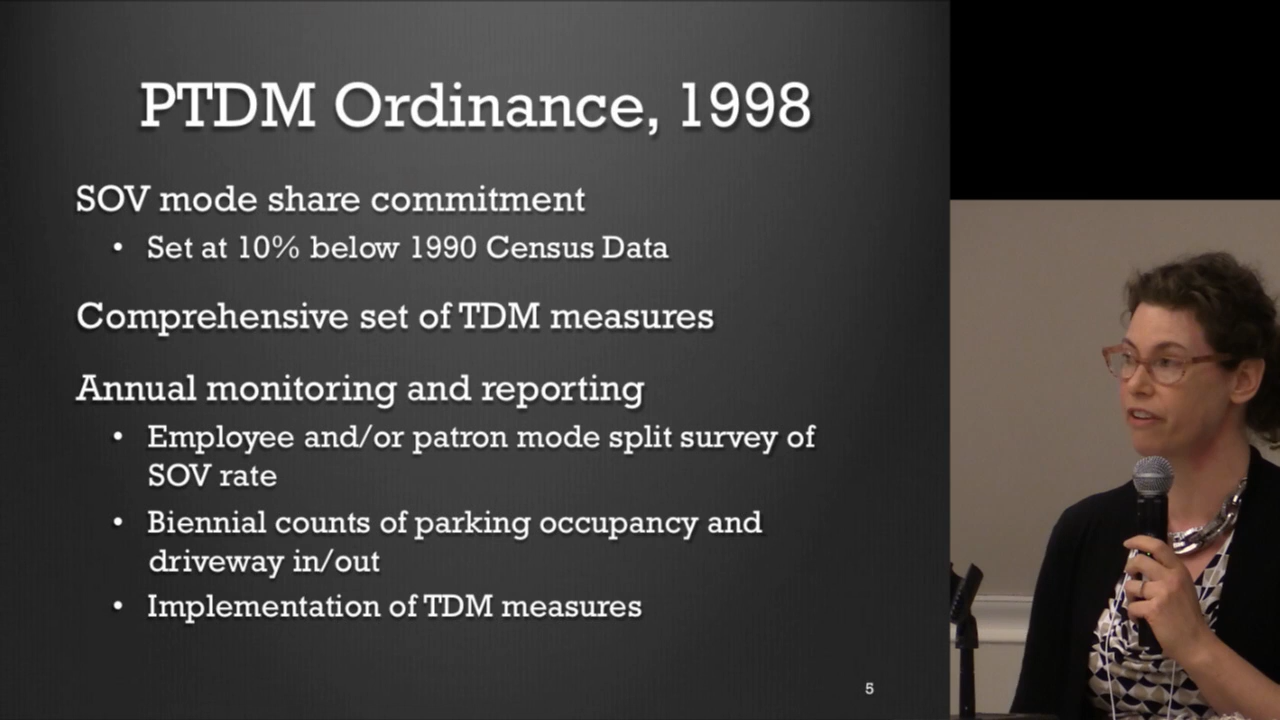 PTDM Ordinance, 1998
SOV mode share commitment
• Set at 10% below 1990 Census Data
Comprehensive set of TDM measures
Annual monitoring and reporting
• Employee and/or patron mode split survey of
SOV rate
• Biennial counts of parking occupancy and
driveway in/out
• Implementation of TDM measures
5